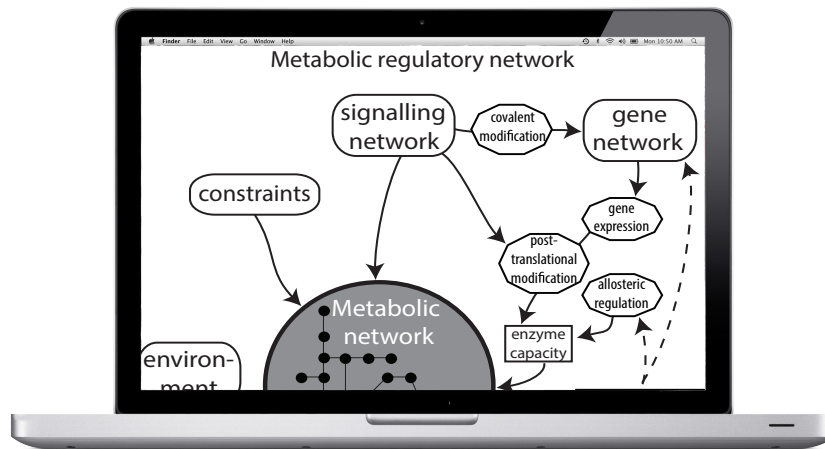 Finder File Edit View Go Window Help
Mon 10:50 AM
Metabolic regulatory network
signalling
network
covalent
modification
gene
network
constraints
gene
expression
post-
translational
modification
allosteric
regulation
Metabolic
network
enzyme
capacity
environ-
ment